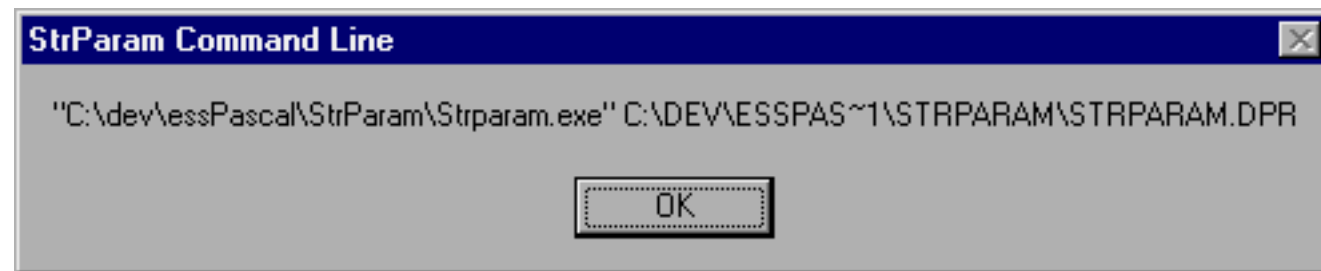 StrParam Command Line
"C:\dev\essPascal\StrParam\Strparam.exe" C:\DEV\ESSPAS~1\STRPARAM\STRPARAM.DPR
OK